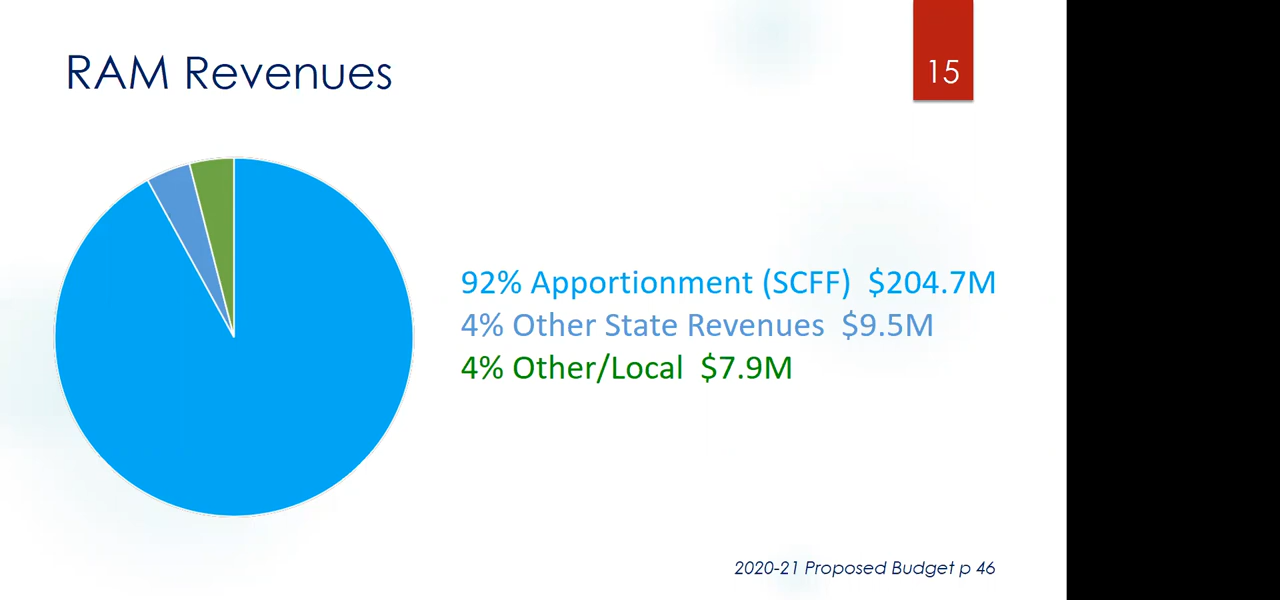 RAM Revenues
15
92% Apportionment (SCFF) $204.7M
4% Other State Revenues $9.5M
4% Other/Local $7.9M
2020-21 Proposed Budget p 46